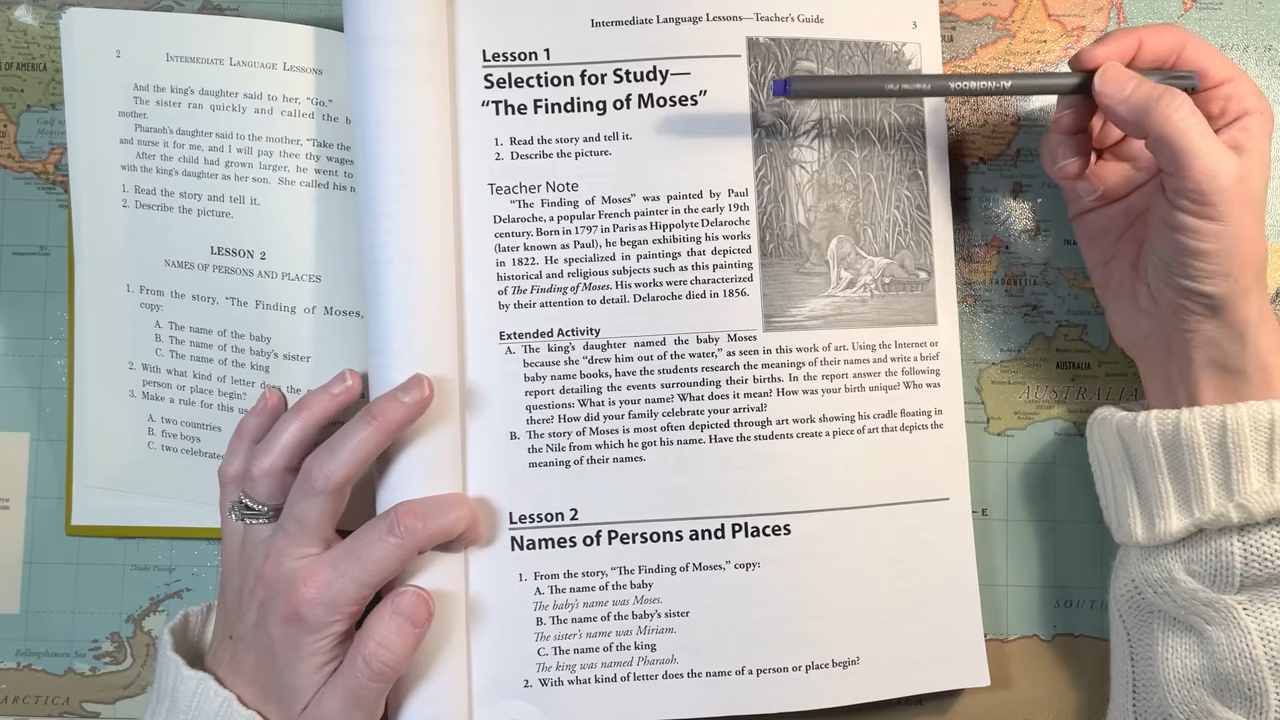 2
INTERMEDIATE LANGUAGE LESSONS
And the king's daughter said to her, "Go."
The sister ran quickly and called the b
mother.
Pharaoh's daughter said to the mother, "Take the
and nurse it for me, and I will pay thee thy wages
After the child had grown larger, he went to
with the king's daughter as her son. She called his n
1. Read the story and tell it.
2. Describe the picture.
LESSON 2
NAMES OF PERSONS AND PLACES
1. From the story, "The Finding of Moses,
copy:
A. The name of the baby
B. The name of the baby's sister
C. The name of the king
2. With what kind of letter does the
person or place begin?
3. Make a rule for this us
A. two countries
B. five boys
C. two celebrate
Intermediate Language Lessons—Teacher's Guide
3
Lesson 1
Selection for Study—
"The Finding of Moses"
1. Read the story and tell it.
2. Describe the picture.
Teacher Note
"The Finding of Moses" was painted by Paul
Delaroche, a popular French painter in the early 19th
century. Born in 1797 in Paris as Hippolyte Delaroche
(later known as Paul), he began exhibiting his works
in 1822. He specialized in paintings that depicted
historical and religious subjects such as this painting
of The Finding of Moses. His works were characterized
by their attention to detail. Delaroche died in 1856.
Extended Activity
A. The king's daughter named the baby Moses
because she "drew him out of the water," as seen in this work of art. Using the Internet or
baby name books, have the students research the meanings of their names and write a brief
report detailing the events surrounding their births. In the report answer the following
questions: What is your name? What does it mean? How was your birth unique? Who was
there? How did your family celebrate your arrival?
B. The story of Moses is most often depicted through art work showing his cradle floating in
the Nile from which he got his name. Have the students create a piece of art that depicts the
meaning of their names.
Lesson 2
Names of Persons and Places
1. From the story, "The Finding of Moses," copy:
A. The name of the baby
The baby's name was Moses.
B. The name of the baby's sister
The sister's name was Miriam.
C. The name of the king
The king was named Pharaoh.
2. With what kind of letter does the name of a person or place begin?
Fineliner Pen
Ai-Natebok
S OF AMERICA
INDONESIA
AUSTRALIA
AUSTRALIA
Drake Passage
Bellingshausen Sea
ARCTICA
SOUT
E